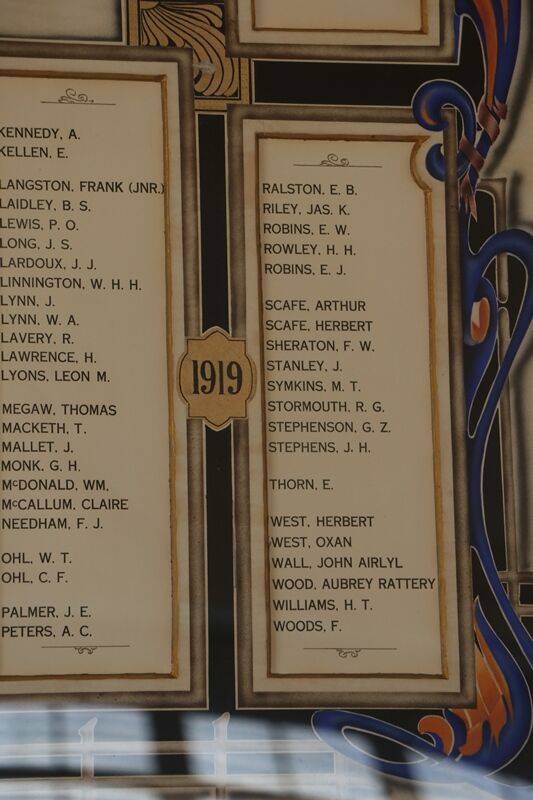 KENNEDY, A.
KELLEN, E.
LANGSTON, FRANK (JNR.)
LAIDLEY, B. S.
LEWIS, P. O.
LONG, J. S.
LARDOUX, J. J.
LINNINGTON, W. H. H.
LYNN, J.
LYNN, W. A.
LAVERY, R.
LAWRENCE, H.
LYONS, LEON M.
MEGAW, THOMAS
MACKETH, T.
MALLET, J.
MONK, G. H.
McDONALD, WM,
McCALLUM, CLAIRE
NEEDHAM, F. J.
OHL, W. T.
OHL, C. F.
PALMER, J. E.
PETERS, A. C.
1919
RALSTON, E. B.
RILEY, JAS. K.
ROBINS, E. W.
ROWLEY, H. H.
ROBINS, E. J.
SCAFE, ARTHUR
SCAFE, HERBERT
SHERATON, F. W,
STANLEY, J.
SYMKINS, M. T.
STORMOUTH, R. G.
STEPHENSON, G. Z.
STEPHENS, J. H.
THORN, E.
WEST, HERBERT
WEST, OXAN
WALL, JOHN AIRLYL
WOOD, AUBREY RATTERY
WILLIAMS, H. T.
WOODS, F.